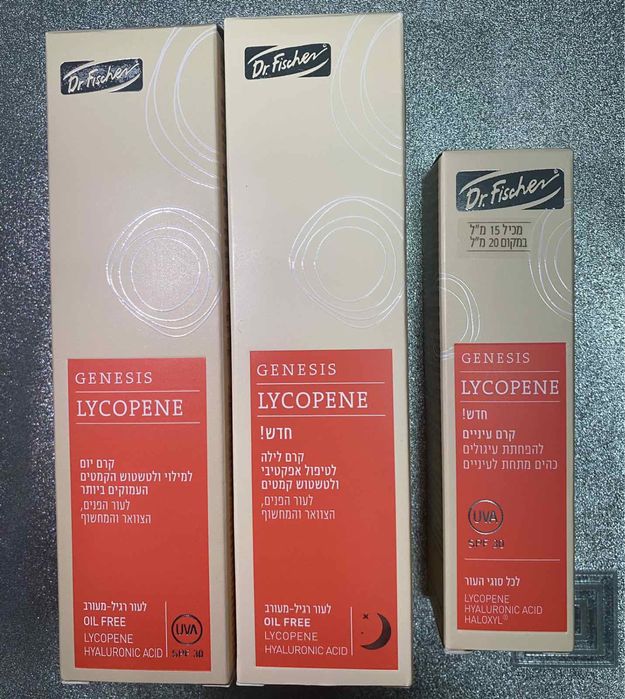 Dr. Fischer
GENESIS
LYCOPENE
קרם יום
למילוי ולטשטוש הקמטים
העמוקים ביותר
לעור הפנים,
הצוואר והמחשוף
לעור רגיל-מעורב
OIL FREE
LYCOPENE
HYALURONIC ACID
UVA
SPF 30
Dr. Fischer
GENESIS
LYCOPENE
חדש!
קרם לילה
לטיפול אפקטיבי
ולטשטוש קמטים
לעור הפנים,
הצוואר והמחשוף
לעור רגיל-מעורב
OIL FREE
LYCOPENE
HYALURONIC ACID
Dr. Fischer
מכיל 15 מ"ל
במקום 20 מ"ל
GENESIS
LYCOPENE
חדש!
קרם עיניים
להפחתת עיגולים
כהים מתחת לעיניים
UVA
SPF 30
לכל סוגי העור
LYCOPENE
HYALURONIC ACID
HALOXYL®